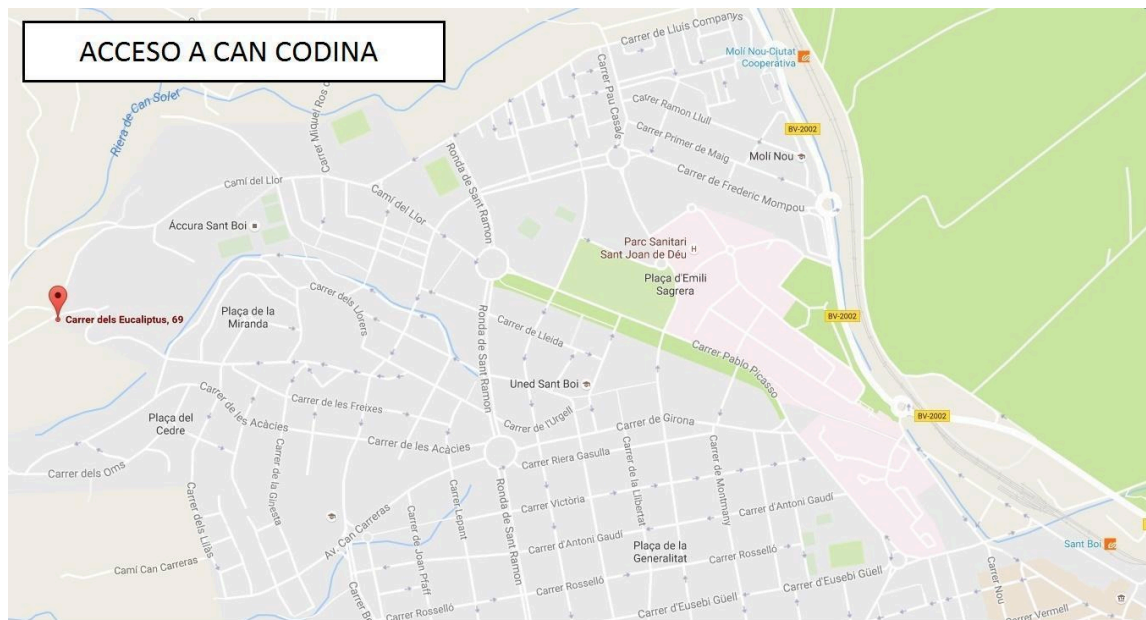 ACCESO A CAN CODINA
Carrer de Lluís Companys
Molí Nou-Ciutat
Cooperativa
Riera de Can Soler
Carrer Miquel Ros
Carrer Pau Casals
Carrer Ramon Llull
BV-2002
Carrer Primer de Maig
Molí Nou
Ronda de Sant Ramon
Camí del Llor
Carrer de Frederic Mompou
Camí del Llor
Áccura Sant Boi
Parc Sanitari
Sant Joan de Déu
H
Plaça d'Emili
Sagrera
Carrer dels Llorers
Carrer dels Eucaliptus, 69
Plaça de la
Miranda
Ronda de Sant Ramon
Carrer de Lleida
BV-2002
Carrer Pablo Picasso
Uned Sant Boi
Carrer de les Freixes
Carrer de les Acàcies
Plaça del
Cedre
Carrer de l'Urgell
Carrer de Girona
BV-2002
Carrer de les Acàcies
Carrer dels Oms
Carrer de la Ginesta
Carrer Riera Gasulla
Carrer de la Llibertat
Carrer de Montmany
Carrer dels Lilàs
Carrer Victòria
Carrer Lepant
Ronda de Sant Ramon
Carrer d'Antoni Gaudí
Av. Can Carreras
Carrer de Joan Pfaff
Carrer d'Antoni Gaudí
Plaça de la
Generalitat
Carrer Rosselló
Sant Boi
Camí Can Carreras
Carrer Rosselló
Carrer d'Eusebi Güell
Carrer Nou
Carrer Rosselló
Carrer d'Eusebi Güell
Carrer Vermell